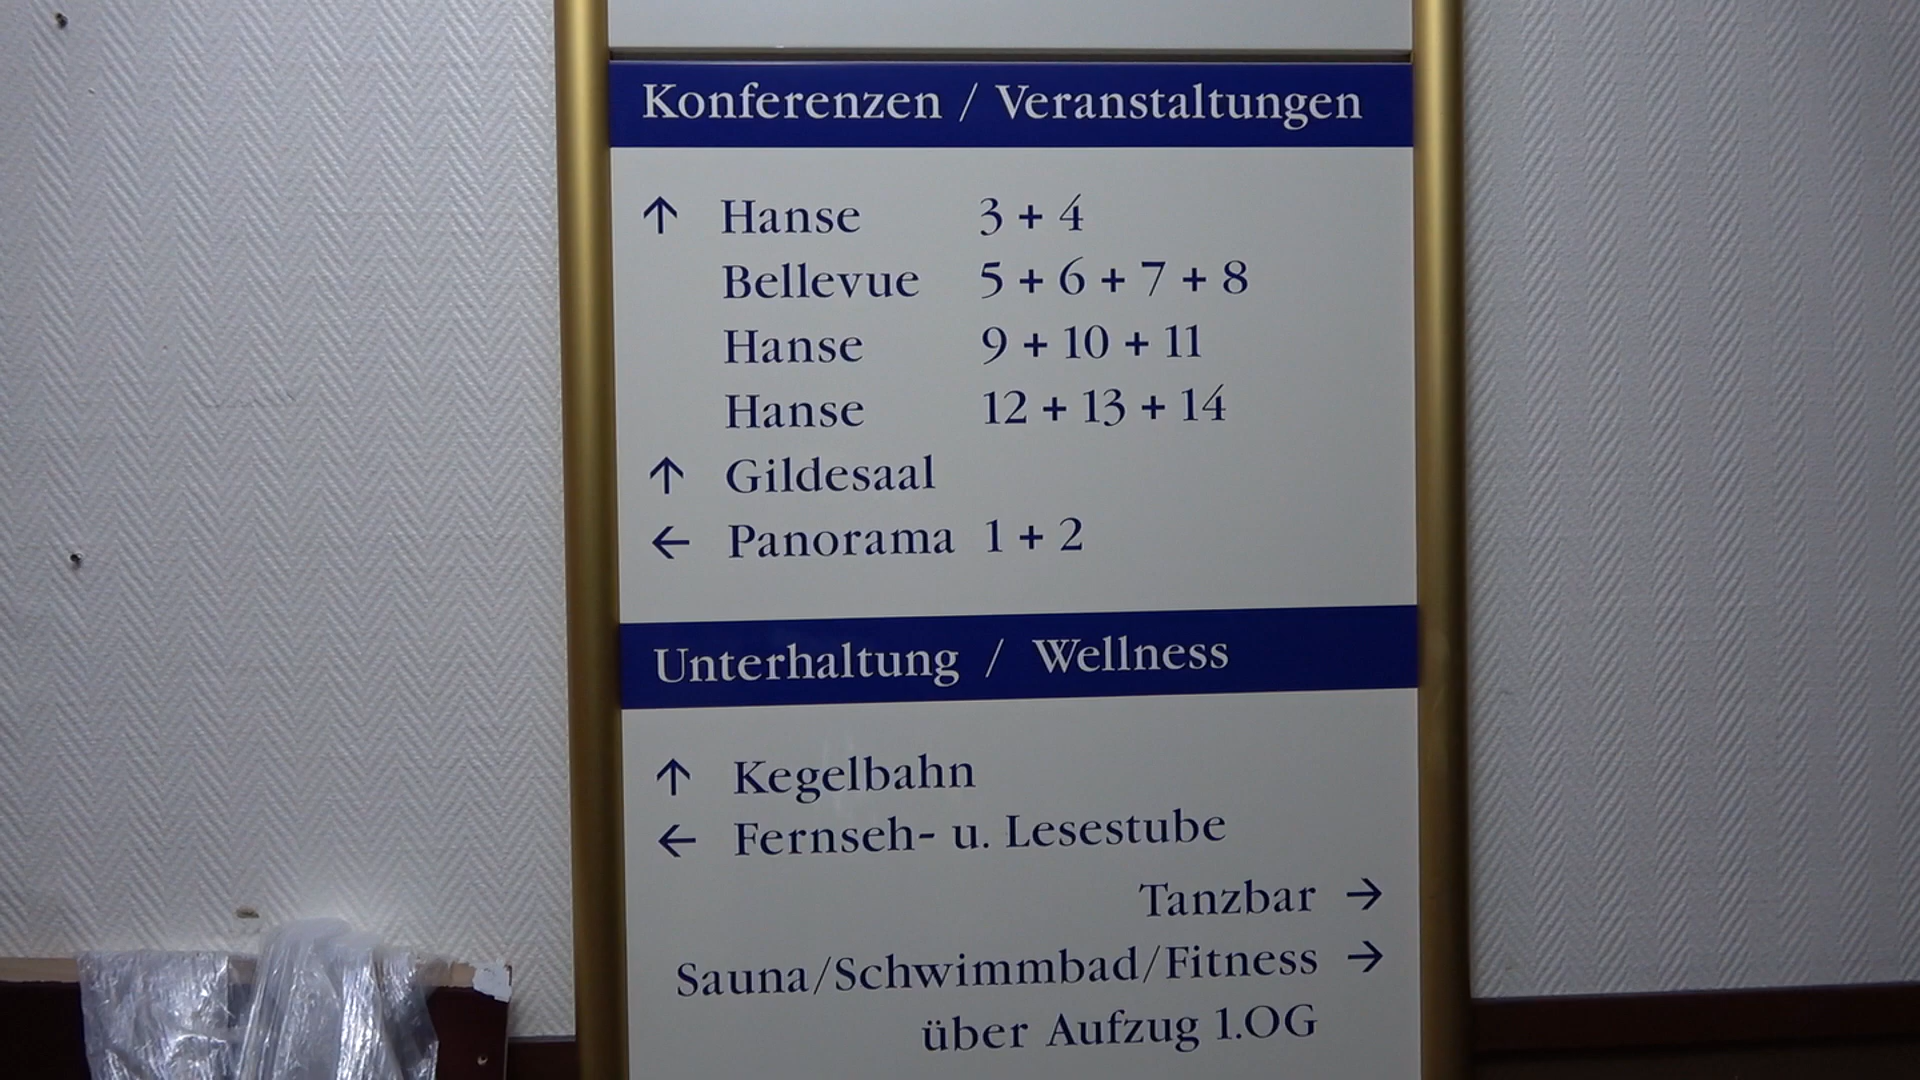 Konferenzen / Veranstaltungen
↑ Hanse 3 + 4
Bellevue 5 + 6 + 7 + 8
Hanse 9 + 10 + 11
Hanse 12 + 13 + 14
↑ Gildesaal
← Panorama 1 + 2
Unterhaltung / Wellness
↑ Kegelbahn
← Fernseh- u. Lesestube
Tanzbar →
Sauna/Schwimmbad/Fitness →
über Aufzug 1.OG